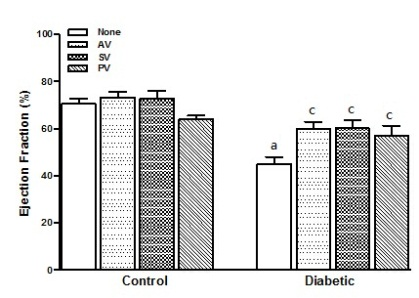 100
80
60
40
20
0
Ejection Fraction (%)
None
AV
SV
PV
a
c
c
c
Control
Diabetic